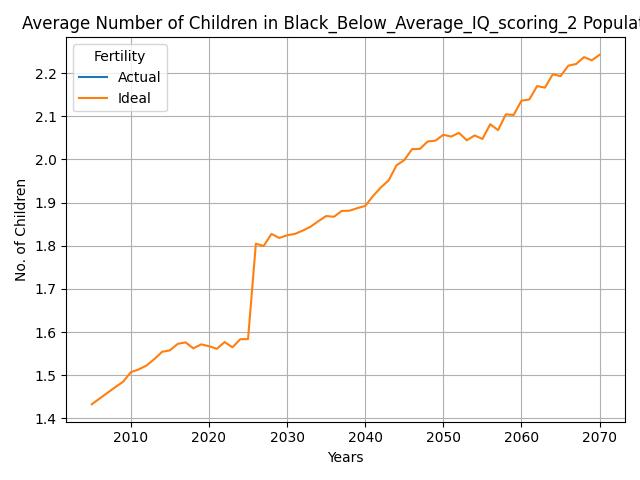 Average Number of Children in Black_Below_Average_IQ_scoring_2 Populat
Fertility
Actual
Ideal
No. of Children
2.2
2.1
2.0
1.9
1.8
1.7
1.6
1.5
1.4
2010 2020 2030 2040 2050 2060 2070
Years